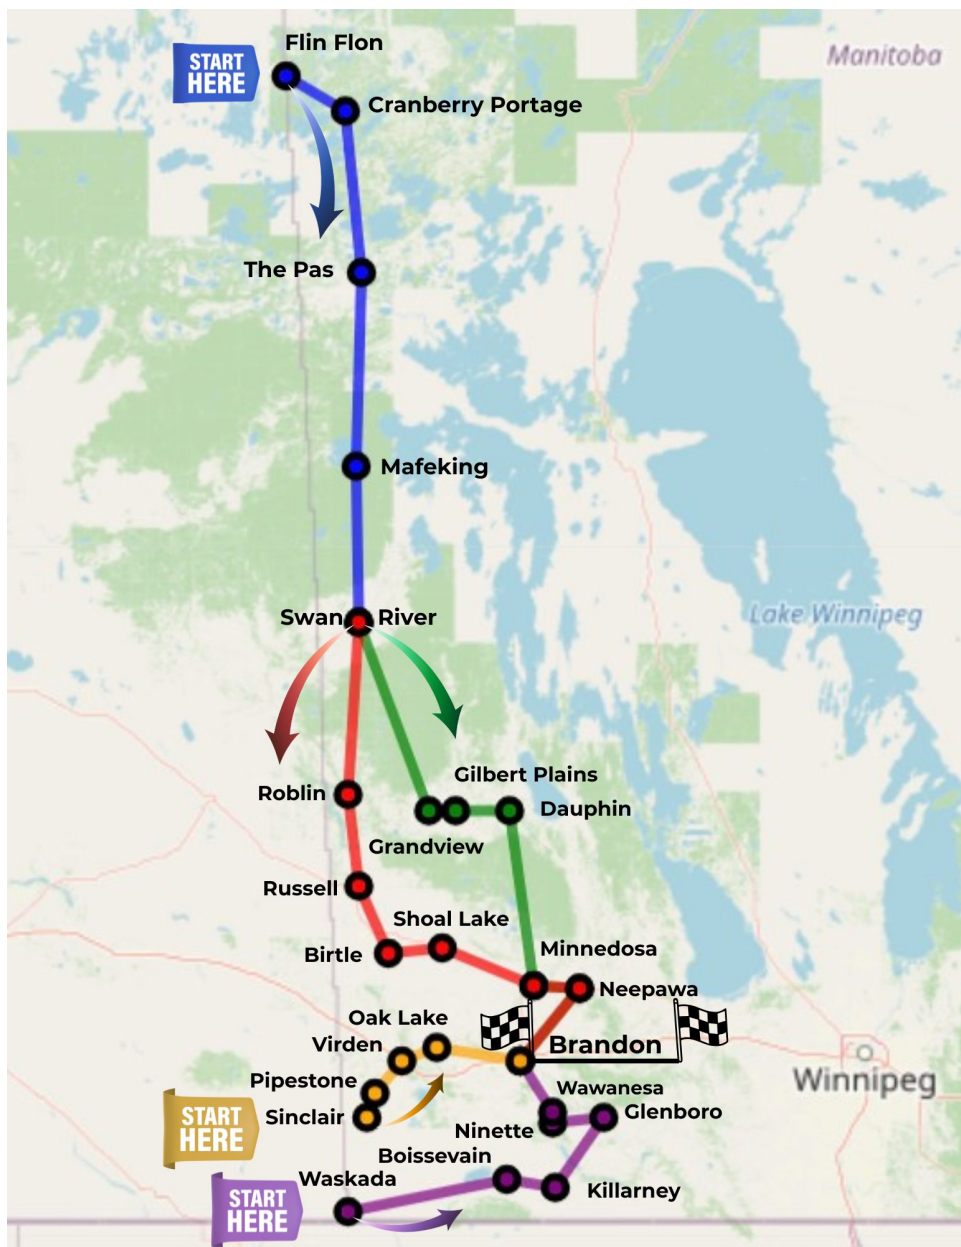 Flin Flon
START
HERE
Manitoba
Cranberry Portage
The Pas
Mafeking
Lake Winnipeg
Swan River
Gilbert Plains
Roblin
Dauphin
Grandview
Russell
Shoal Lake
Birtle
Minnedosa
Neepawa
Oak Lake
Virden
Brandon
Winnipeg
Pipestone
Wawanesa
START
HERE
Sinclair
Glenboro
Ninette
Boissevain
Waskada
START
HERE
Killarney